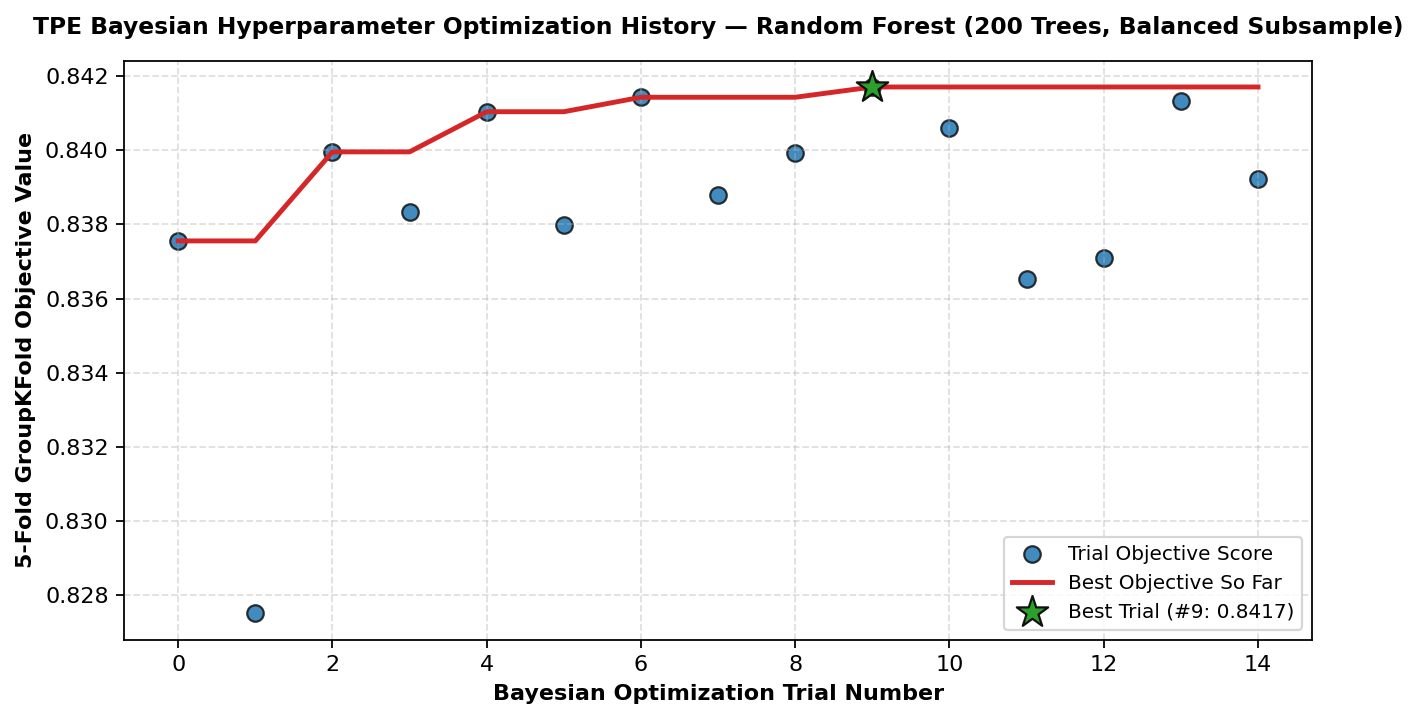 TPE Bayesian Hyperparameter Optimization History — Random Forest (200 Trees, Balanced Subsample)
5-Fold GroupKFold Objective Value
0.842
0.840
0.838
0.836
0.834
0.832
0.830
0.828
Trial Objective Score
Best Objective So Far
Best Trial (#9: 0.8417)
0 2 4 6 8 10 12 14
Bayesian Optimization Trial Number